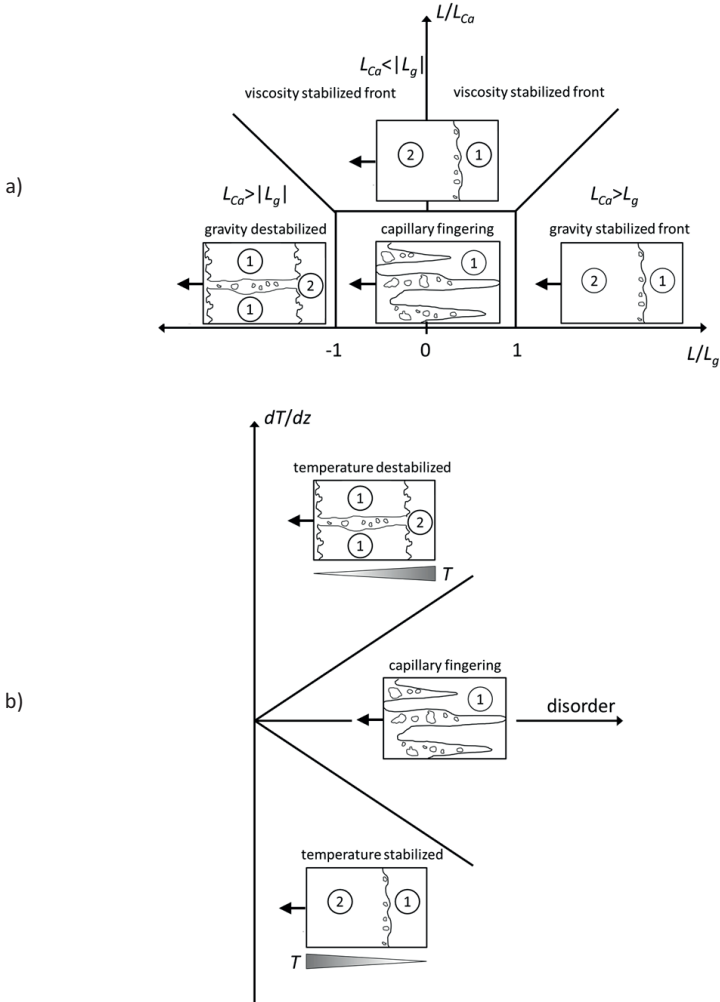 L/L_Ca
L_Ca<|L_g|
viscosity stabilized front
viscosity stabilized front
2
1
a)
L_Ca>|L_g|
L_Ca>L_g
gravity destabilized
capillary fingering
gravity stabilized front
1
2
1
1
2
1
-1
0
1
L/L_g
dT/dz
temperature destabilized
1
2
1
T
capillary fingering
1
b)
disorder
temperature stabilized
2
1
T